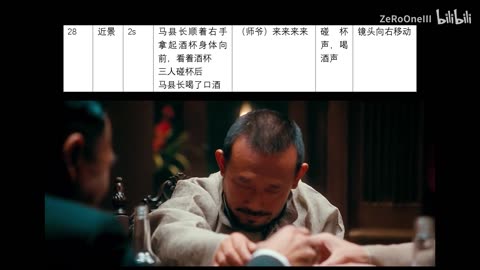 ZeRoOneIII bilibili
28 近景 2s 马县长顺着右手 （师爷）来来来来 碰杯 镜头向右移动
拿起酒杯身体向 声，喝
前，看着酒杯 酒声
三人碰杯后
马县长喝了口酒